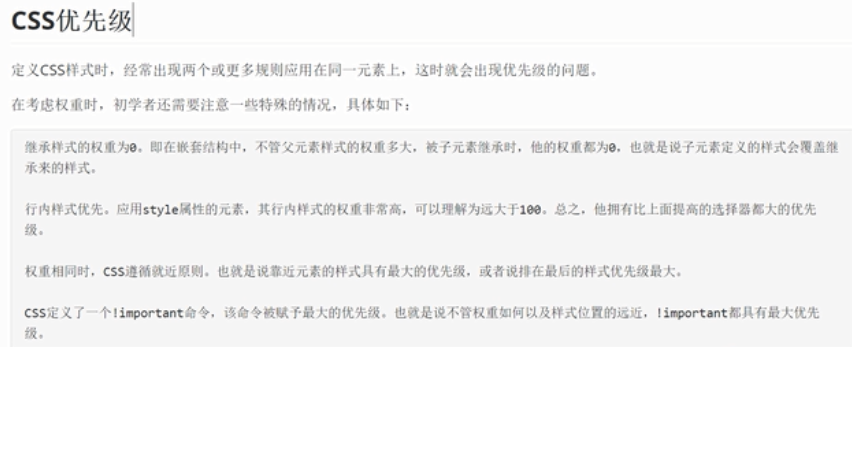 CSS优先级
定义CSS样式时，经常出现两个或更多规则应用在同一元素上，这时就会出现优先级的问题。
在考虑权重时，初学者还需要注意一些特殊的情况，具体如下：
继承样式的权重为0。即在嵌套结构中，不管父元素样式的权重多大，被子元素继承时，他的权重都为0，也就是说子元素定义的样式会覆盖继
承来的样式。
行内样式优先。应用style属性的元素，其行内样式的权重非常高，可以理解为远大于100。总之，他拥有比上面提高的选择器都大的优先
级。
权重相同时，CSS遵循就近原则。也就是说靠近元素的样式具有最大的优先级，或者说排在最后的样式优先级最大。
CSS定义了一个!important命令，该命令被赋予最大的优先级。也就是说不管权重如何以及样式位置的远近，!important都具有最大优先
级。